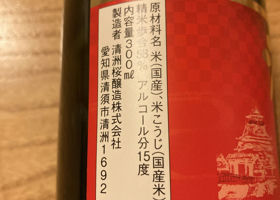 原材料名 米(国産)、米こうじ(国産米)
精米歩合58% アルコール分15度
内容量300㎖
製造者 清洲桜醸造株式会社
愛知県清須市清洲1692